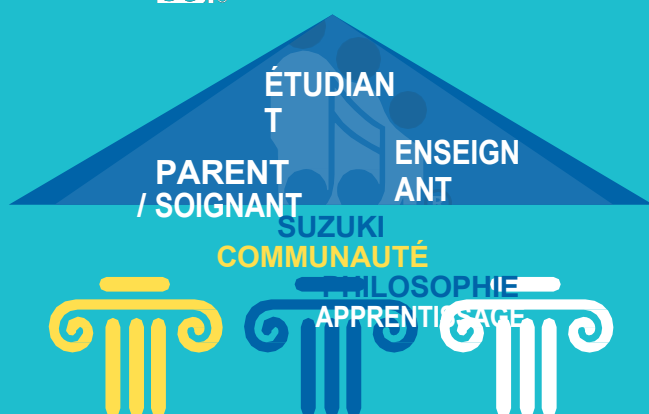 ÉTUDIAN
T
ENSEIGN
ANT
PARENT
/ SOIGNANT
SUZUKI
COMMUNAUTÉ
PHILOSOPHIE
APPRENTISSAGE